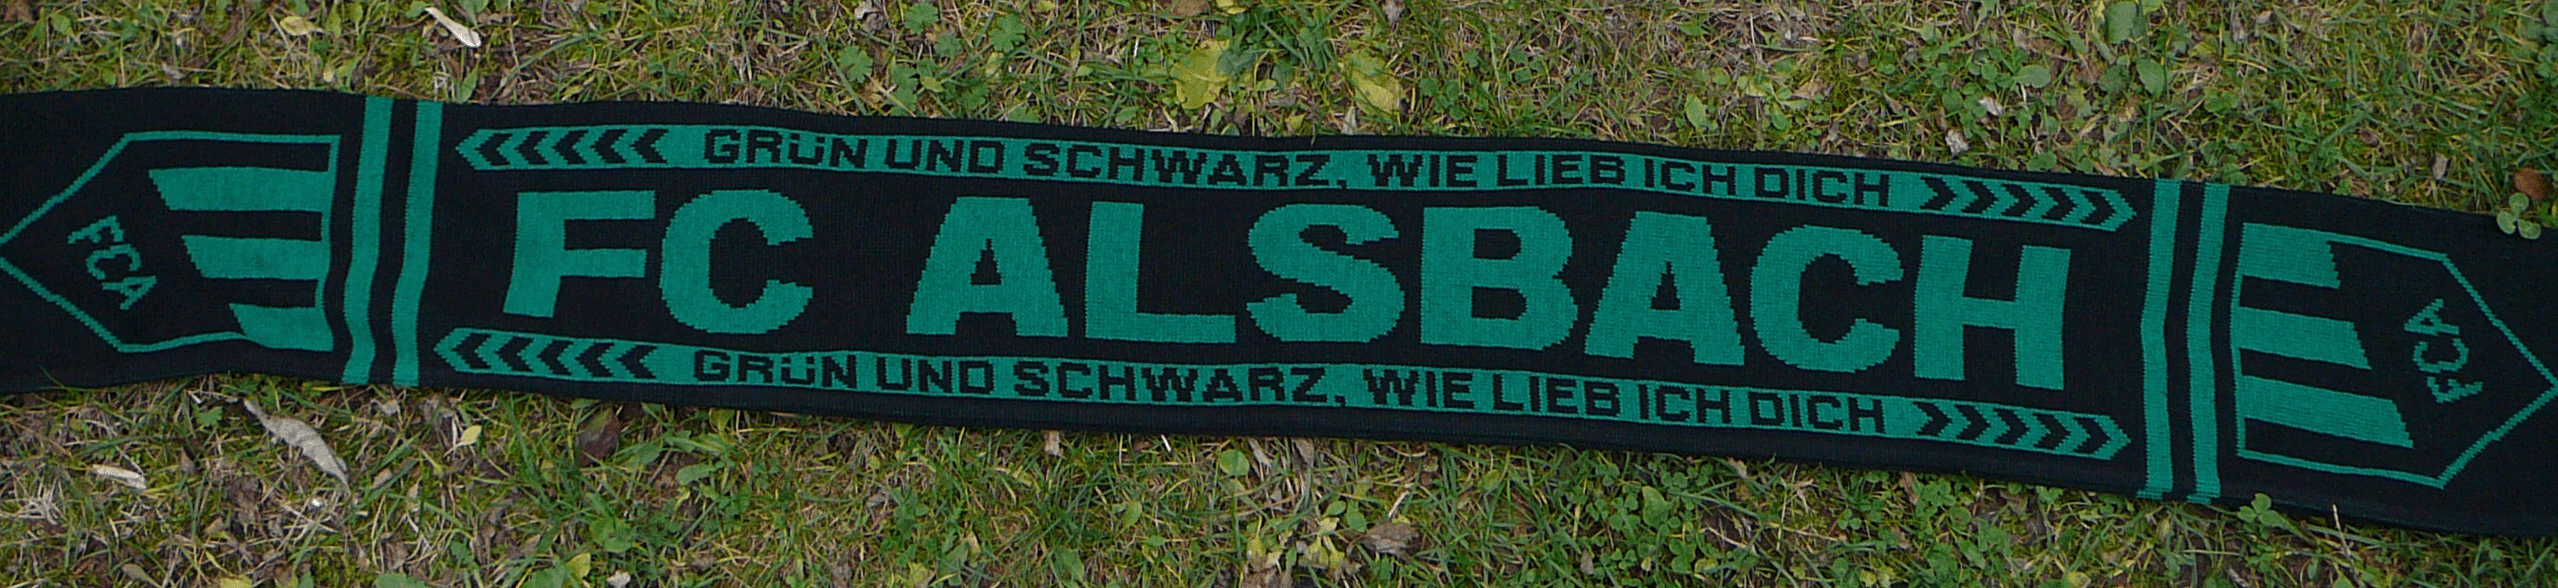 GRÜN UND SCHWARZ, WIE LIEB ICH DICH
FCA
FC ALSBACH
FCA
GRÜN UND SCHWARZ, WIE LIEB ICH DICH